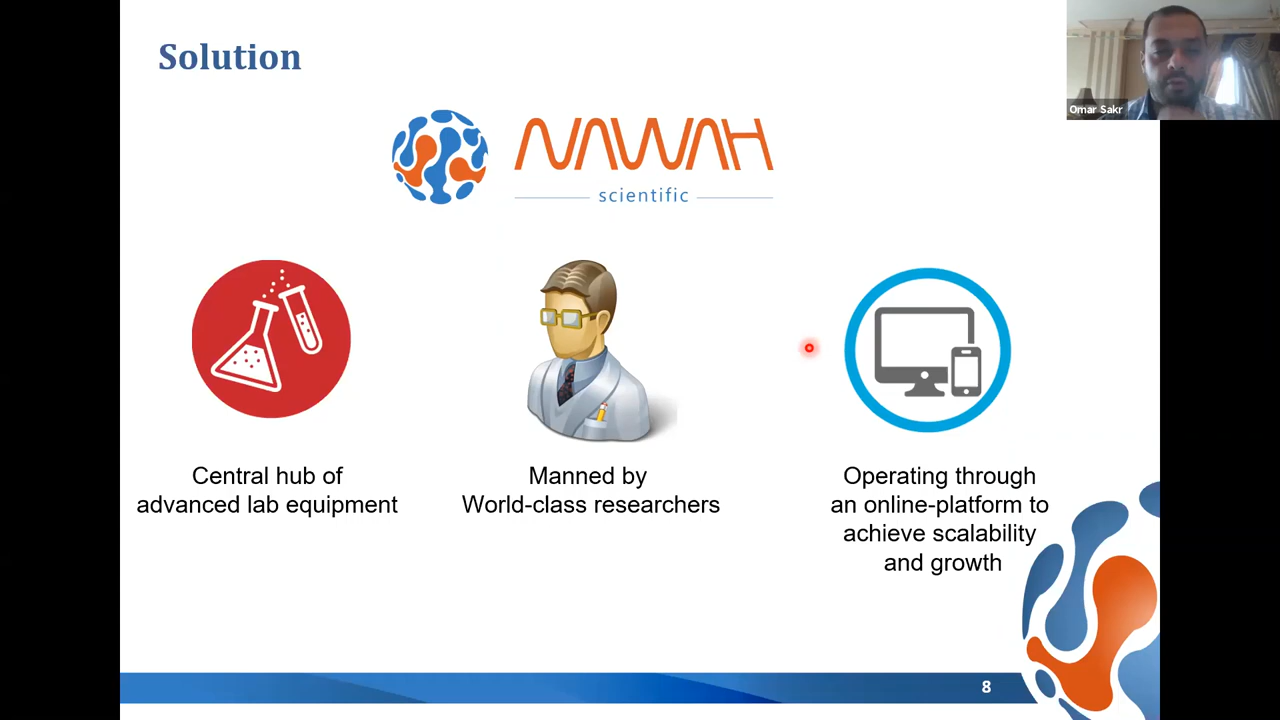 Solution
Omar Sakr
NAWAH
scientific
Central hub of
advanced lab equipment
Manned by
World-class researchers
Operating through
an online-platform to
achieve scalability
and growth
8